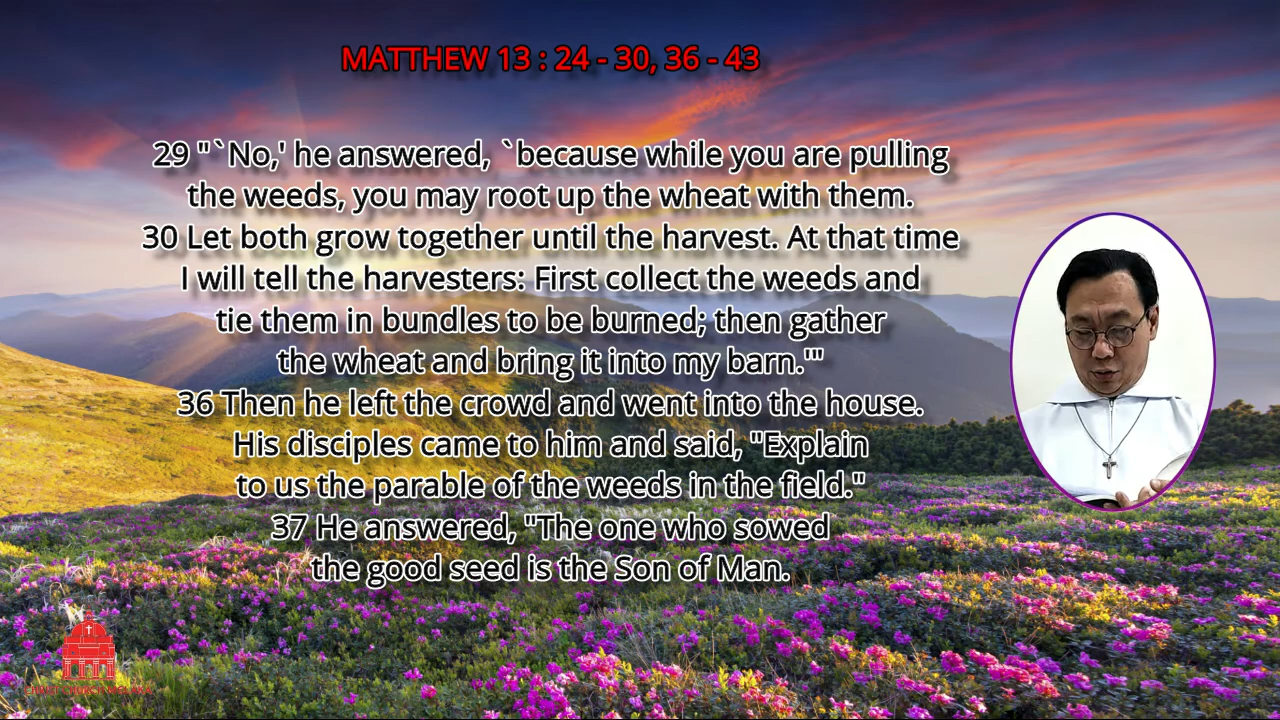 MATTHEW 13 : 24 - 30, 36 - 43
29 "`No,' he answered, `because while you are pulling
the weeds, you may root up the wheat with them.
30 Let both grow together until the harvest. At that time
I will tell the harvesters: First collect the weeds and
tie them in bundles to be burned; then gather
the wheat and bring it into my barn.'"
36 Then he left the crowd and went into the house.
His disciples came to him and said, "Explain
to us the parable of the weeds in the field."
37 He answered, "The one who sowed
the good seed is the Son of Man.
CHRIST CHURCH MELAKA